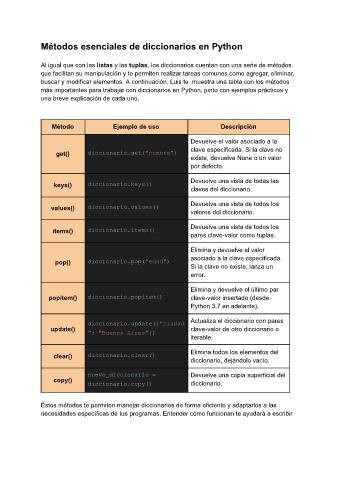 Métodos esenciales de diccionarios en Python
Al igual que con las listas y las tuplas, los diccionarios cuentan con una serie de métodos
que facilitan su manipulación y te permiten realizar tareas comunes como agregar, eliminar,
buscar y modificar elementos. A continuación, Luis te muestra una tabla con los métodos
más importantes para trabajar con diccionarios en Python, junto con ejemplos prácticos y
una breve explicación de cada uno.
Método Ejemplo de uso Descripción
get() diccionario.get("nombre")
Devuelve el valor asociado a la
clave especificada. Si la clave no
existe, devuelve None o un valor
por defecto.
keys() diccionario.keys()
Devuelve una vista de todas las
claves del diccionario.
values() diccionario.values()
Devuelve una vista de todos los
valores del diccionario.
items() diccionario.items()
Devuelve una vista de todos los
pares clave-valor como tuplas.
pop() diccionario.pop("edad")
Elimina y devuelve el valor
asociado a la clave especificada.
Si la clave no existe, lanza un
error.
popitem() diccionario.popitem()
Elimina y devuelve el último par
clave-valor insertado (desde
Python 3.7 en adelante).
update() diccionario.update({"ciudad
": "Buenos Aires"})
Actualiza el diccionario con pares
clave-valor de otro diccionario o
iterable.
clear() diccionario.clear()
Elimina todos los elementos del
diccionario, dejándolo vacío.
copy() nuevo_diccionario =
diccionario.copy()
Devuelve una copia superficial del
diccionario.
Estos métodos te permiten manejar diccionarios de forma eficiente y adaptarlos a las
necesidades específicas de tus programas. Entender cómo funcionan te ayudará a escribir